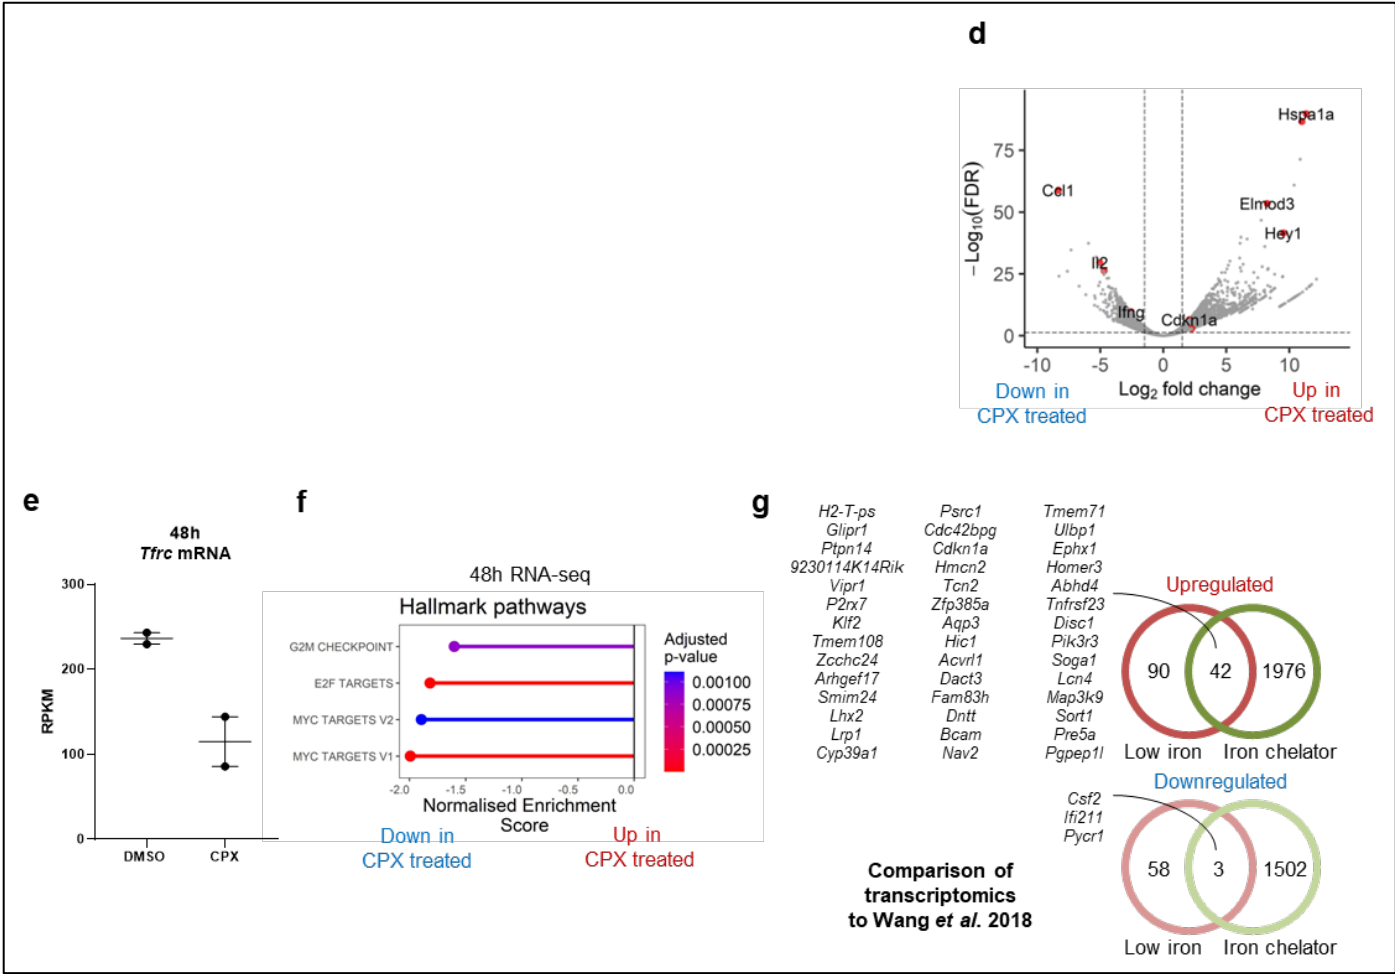 d
Hspa1a
Ccl1
Elmod3
Hey1
Il2
Ifng
Cdkn1a
−Log10(FDR)
75
50
25
0
-10
-5
0
5
10
Log2 fold change
Down in
CPX treated
Up in
CPX treated
e
48h
Tfrc mRNA
RPKM
300
200
100
0
DMSO
CPX
f
48h RNA-seq
Hallmark pathways
G2M CHECKPOINT
E2F TARGETS
MYC TARGETS V2
MYC TARGETS V1
-2.0
-1.5
-1.0
-0.5
0.0
Normalised Enrichment
Score
Adjusted
p-value
0.00100
0.00075
0.00050
0.00025
Down in
CPX treated
Up in
CPX treated
g
H2-T-ps
Glipr1
Ptpn14
9230114K14Rik
Vipr1
P2rx7
Klf2
Tmem108
Zcchc24
Arhgef17
Smim24
Lhx2
Lrp1
Cyp39a1
Psrc1
Cdc42bpg
Cdkn1a
Hmcn2
Tcn2
Zfp385a
Aqp3
Hic1
Acvrl1
Dact3
Fam83h
Dntt
Bcam
Nav2
Tmem71
Ulbp1
Ephx1
Homer3
Abhd4
Tnfrsf23
Disc1
Pik3r3
Soga1
Lcn4
Map3k9
Sort1
Pre5a
Pgpep1l
Upregulated
90
42
1976
Low iron
Iron chelator
Downregulated
Csf2
Ifi211
Pycr1
58
3
1502
Low iron
Iron chelator
Comparison of
transcriptomics
to Wang et al. 2018